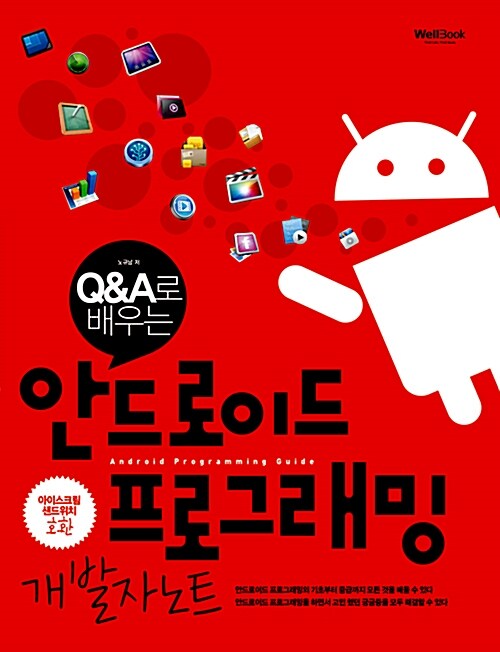 WellBook
노규남 저
Q&A로
배우는
안드로이드
Android Programming Guide
프로그래밍
아이스크림
샌드위치
호환
개발자노트
안드로이드 프로그래밍의 기초부터 중급까지 모든 것을 배울 수 있다
안드로이드 프로그래밍을 하면서 고민 했던 궁금증을 모두 해결할 수 있다